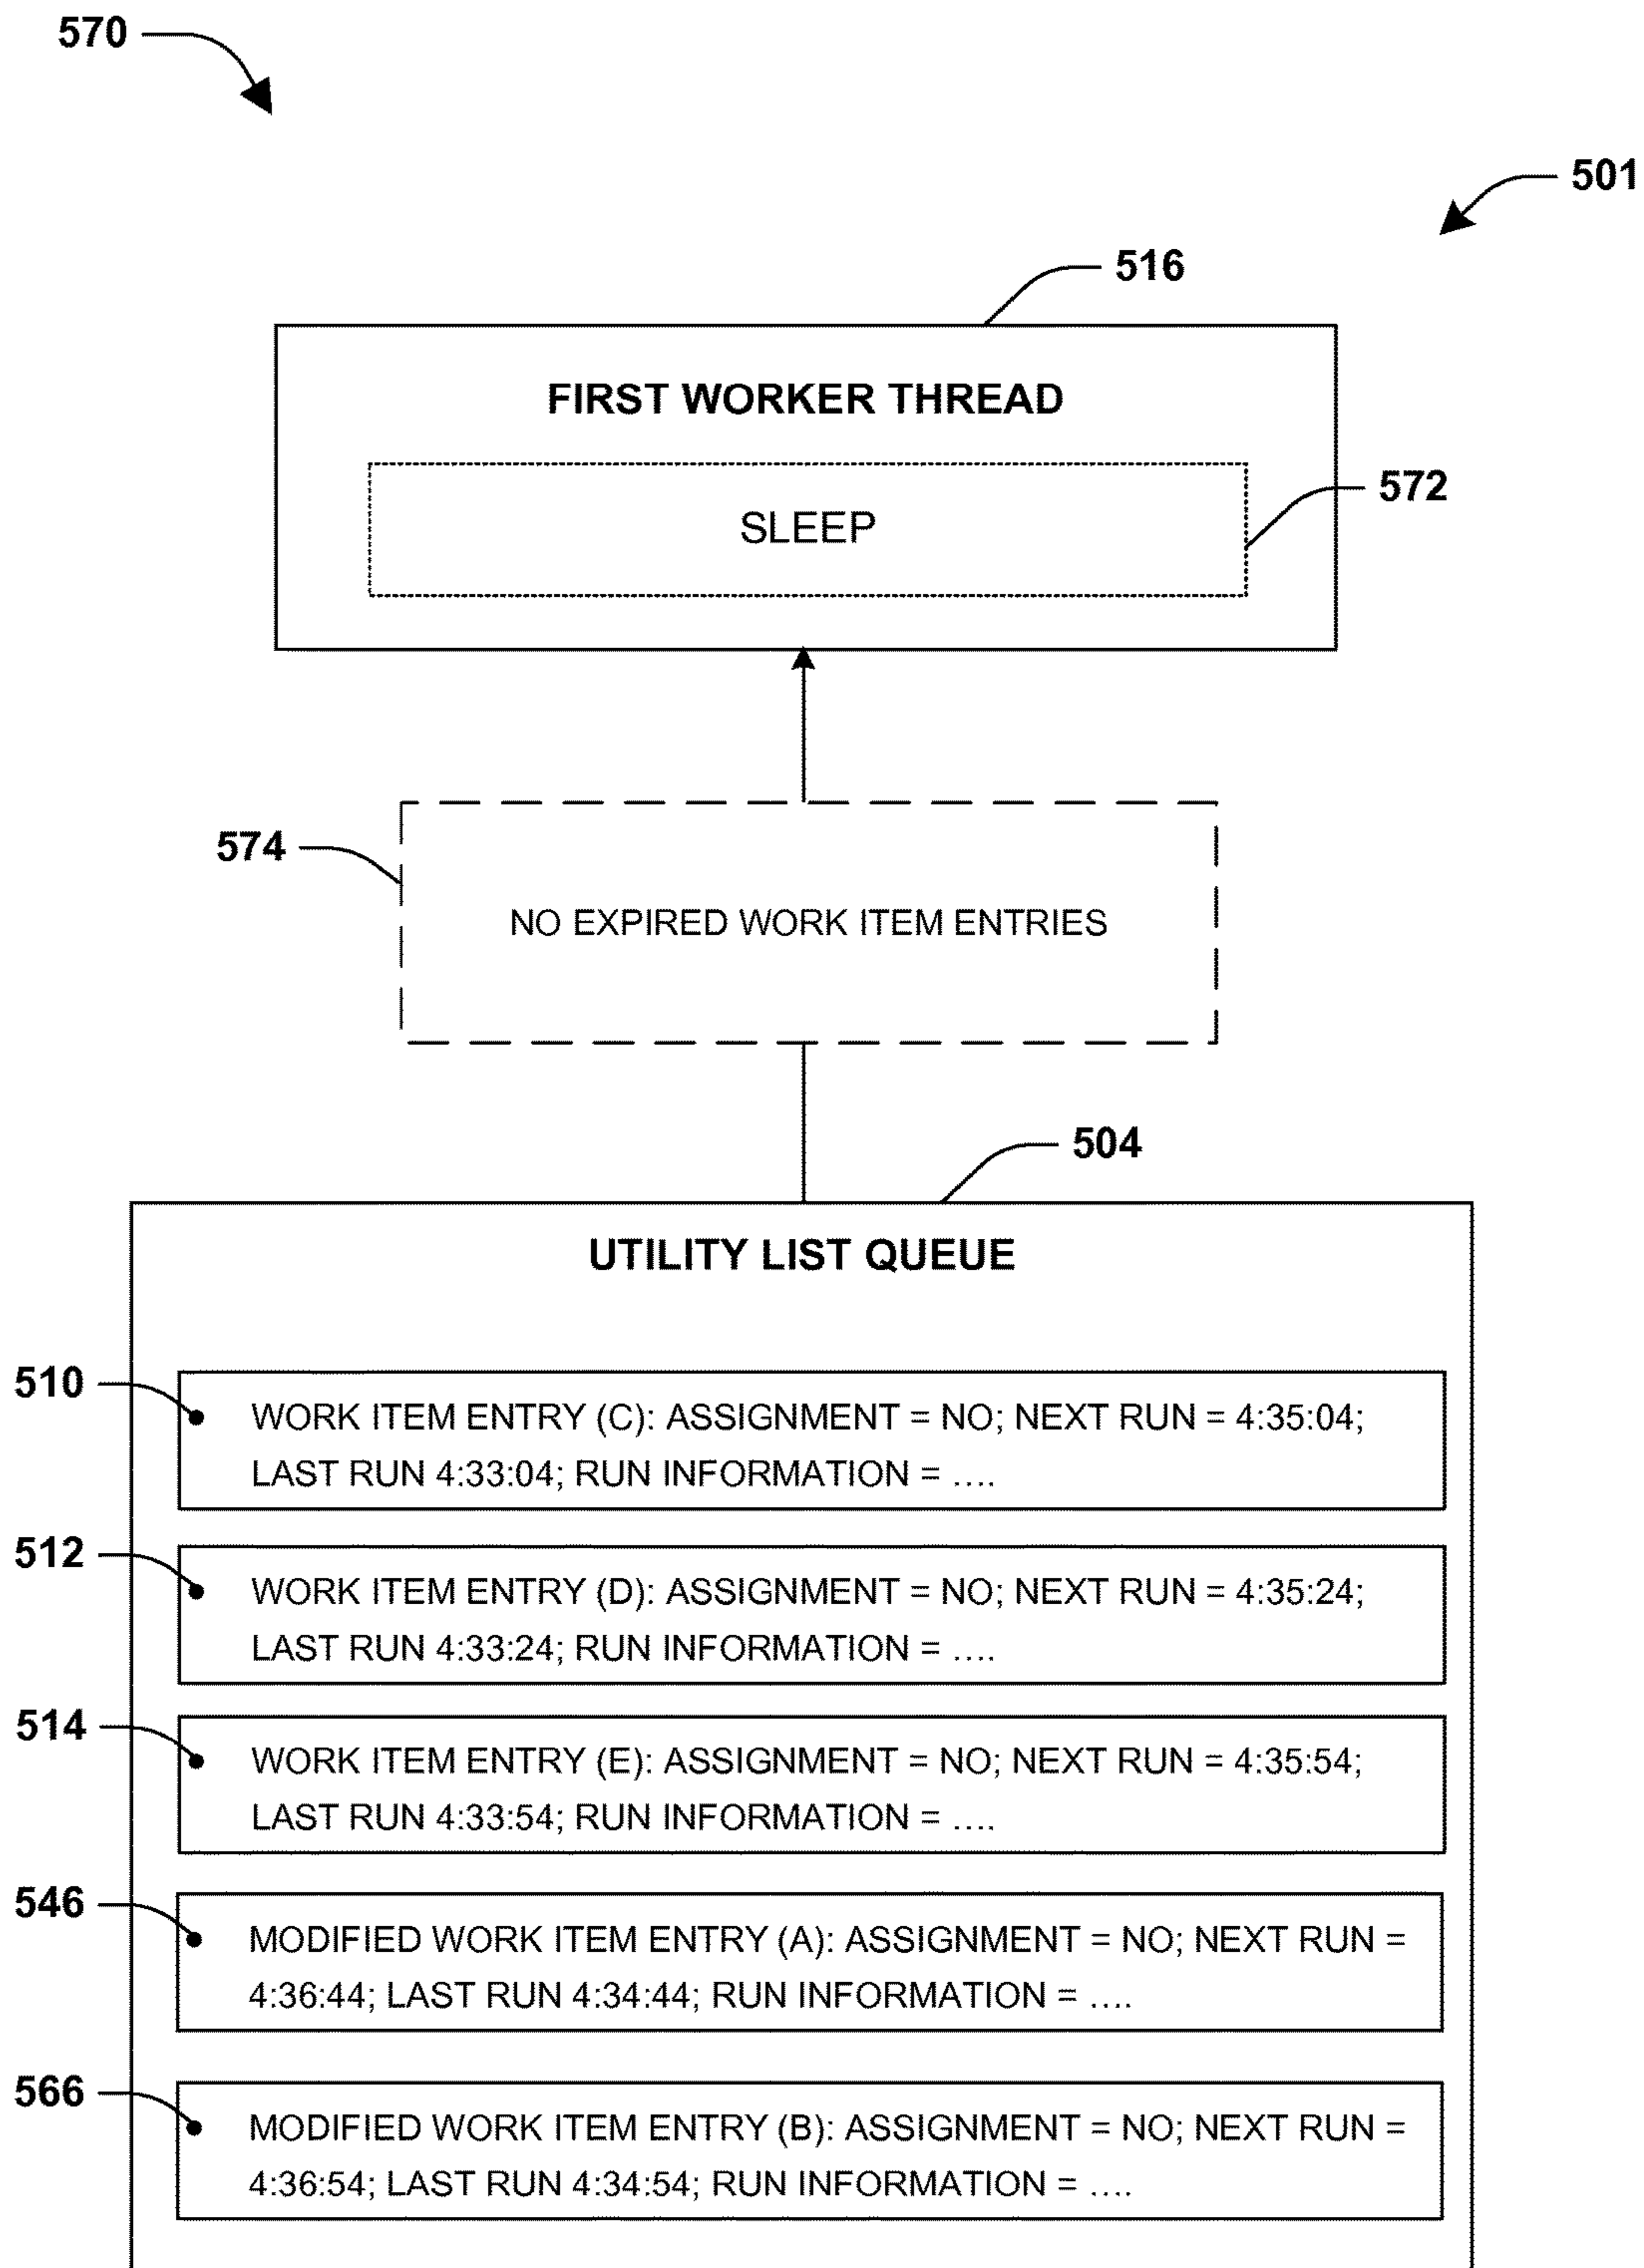 570
501
516
FIRST WORKER THREAD
572
SLEEP
574
NO EXPIRED WORK ITEM ENTRIES
504
UTILITY LIST QUEUE
510
WORK ITEM ENTRY (C): ASSIGNMENT = NO; NEXT RUN = 4:35:04;
LAST RUN 4:33:04; RUN INFORMATION = ....
512
WORK ITEM ENTRY (D): ASSIGNMENT = NO; NEXT RUN = 4:35:24;
LAST RUN 4:33:24; RUN INFORMATION = ....
514
WORK ITEM ENTRY (E): ASSIGNMENT = NO; NEXT RUN = 4:35:54;
LAST RUN 4:33:54; RUN INFORMATION = ....
546
MODIFIED WORK ITEM ENTRY (A): ASSIGNMENT = NO; NEXT RUN =
4:36:44; LAST RUN 4:34:44; RUN INFORMATION = ....
566
MODIFIED WORK ITEM ENTRY (B): ASSIGNMENT = NO; NEXT RUN =
4:36:54; LAST RUN 4:34:54; RUN INFORMATION = ....